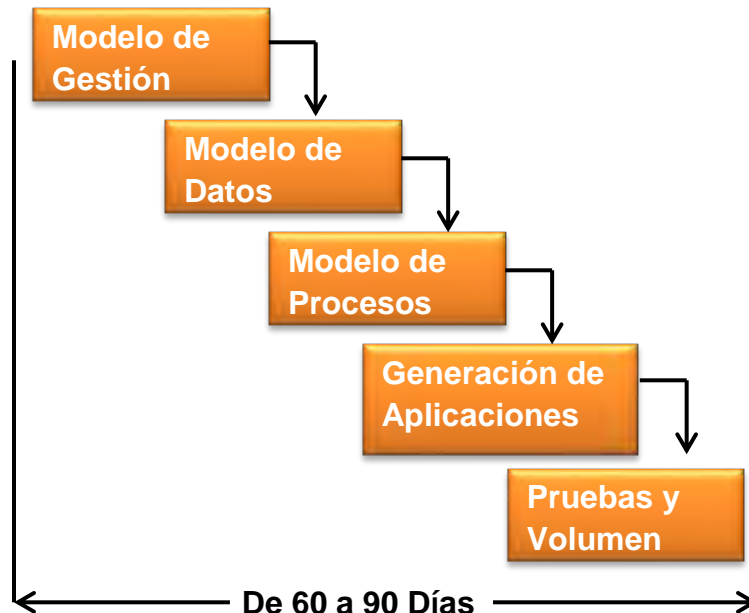 Modelo de
Gestión
Modelo de
Datos
Modelo de
Procesos
Generación de
Aplicaciones
Pruebas y
Volumen
De 60 a 90 Días